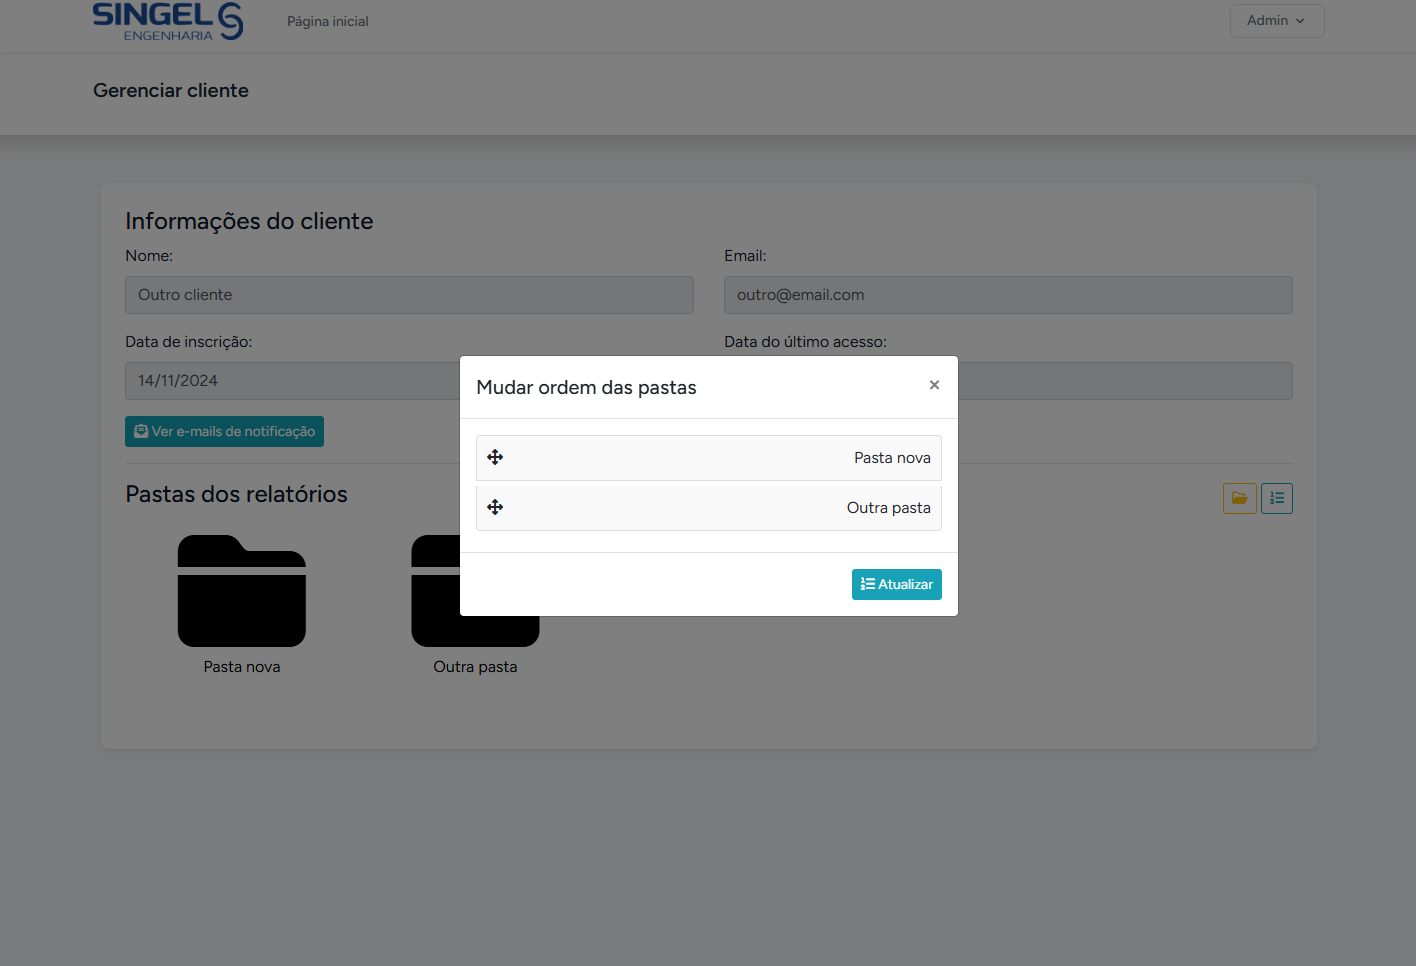 SINGEL
ENGENHARIA
Página inicial
Admin
Gerenciar cliente
Informações do cliente
Nome:
Email:
Outro cliente
outro@email.com
Data de inscrição:
Data do último acesso:
14/11/2024
Mudar ordem das pastas
×
Ver e-mails de notificação
Pasta nova
Outra pasta
Atualizar
Pastas dos relatórios
Pasta nova
Outra pasta